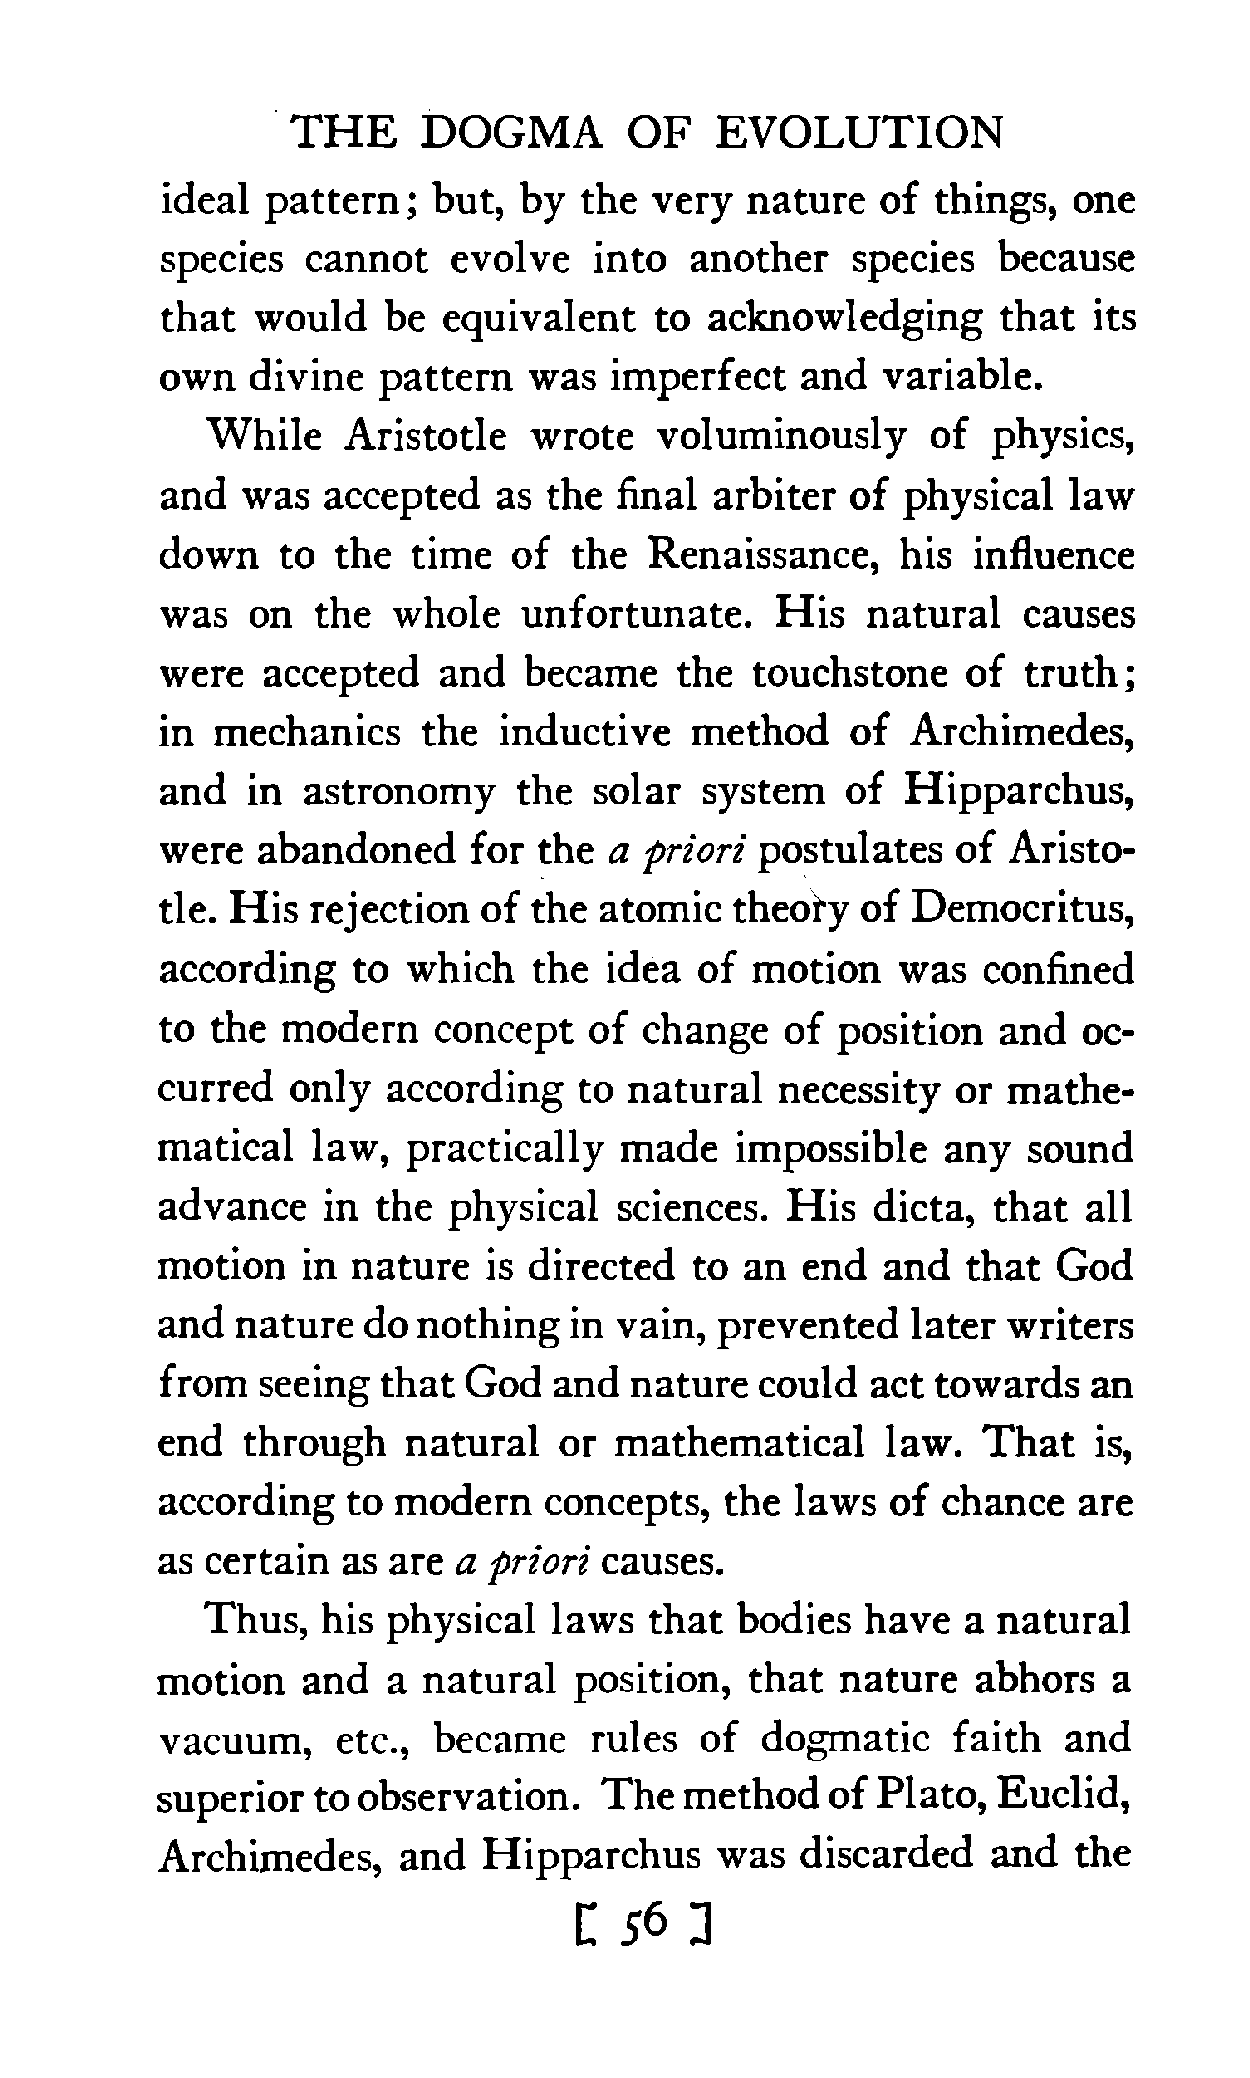 THE DOGMA OF EVOLUTION
ideal pattern; but, by the very nature of things, one
species cannot evolve into another species because
that would be equivalent to acknowledging that its
own divine pattern was imperfect and variable.
While Aristotle wrote voluminously of physics,
and was accepted as the final arbiter of physical law
down to the time of the Renaissance, his influence
was on the whole unfortunate. His natural causes
were accepted and became the touchstone of truth;
in mechanics the inductive method of Archimedes,
and in astronomy the solar system of Hipparchus,
were abandoned for the a priori postulates of Aristo-
tle. His rejection of the atomic theory of Democritus,
according to which the idea of motion was confined
to the modern concept of change of position and oc-
curred only according to natural necessity or mathe-
matical law, practically made impossible any sound
advance in the physical sciences. His dicta, that all
motion in nature is directed to an end and that God
and nature do nothing in vain, prevented later writers
from seeing that God and nature could act towards an
end through natural or mathematical law. That is,
according to modern concepts, the laws of chance are
as certain as are a priori causes.
Thus, his physical laws that bodies have a natural
motion and a natural position, that nature abhors a
vacuum, etc., became rules of dogmatic faith and
superior to observation. The method of Plato, Euclid,
Archimedes, and Hipparchus was discarded and the
[ 56 ]